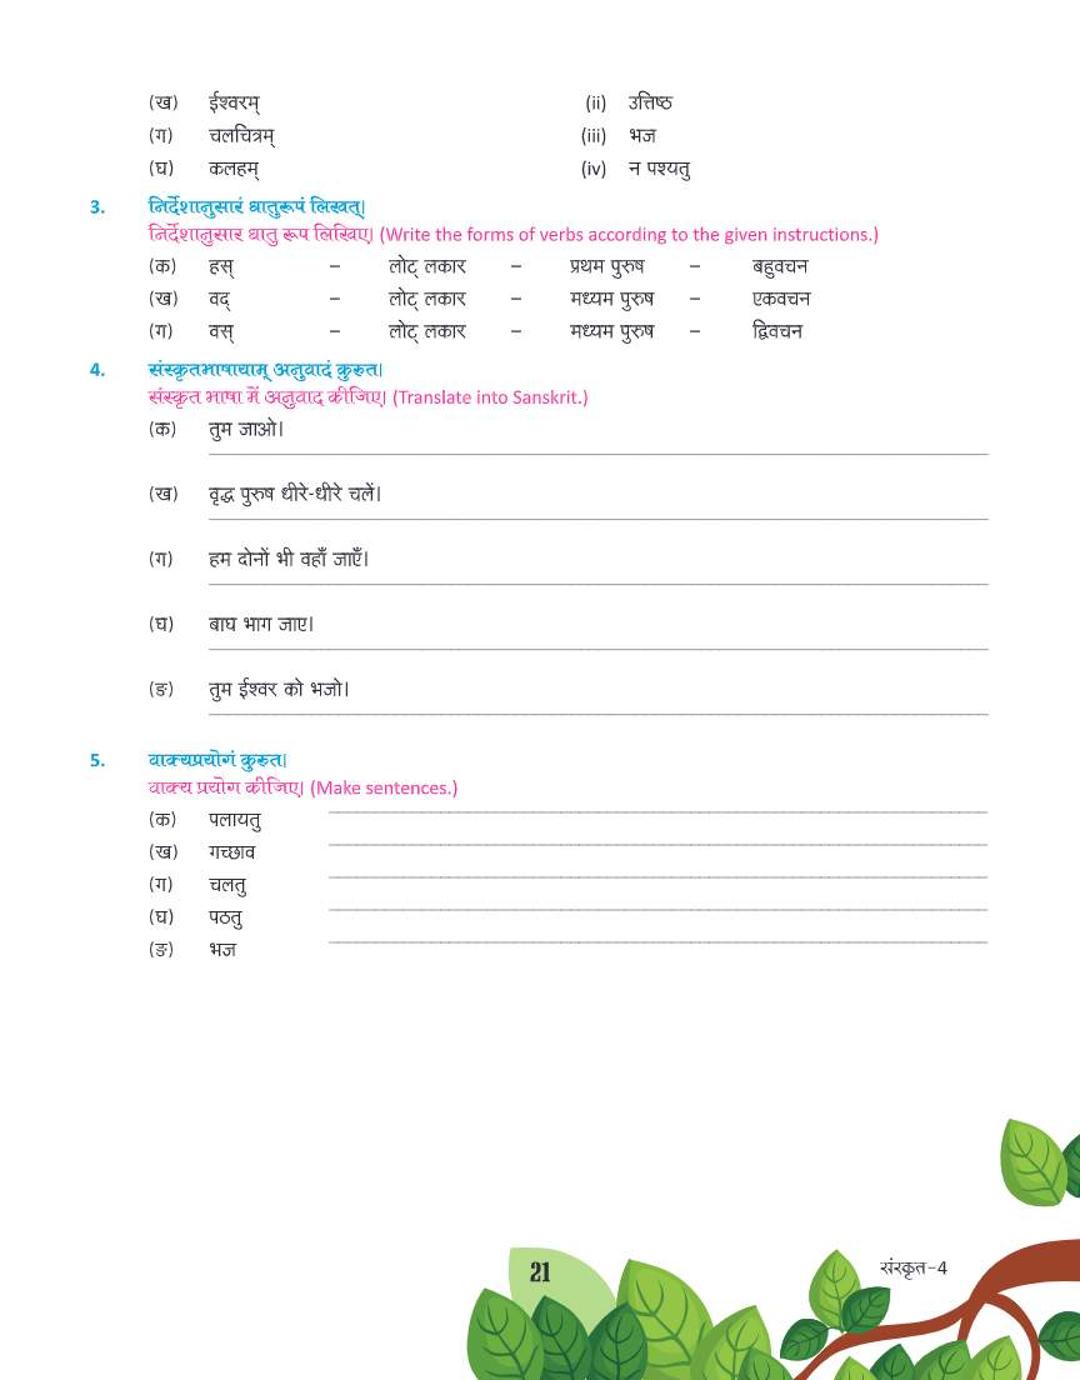 (ख) ईश्वरम् (ii) उत्तिष्ठ
(ग) चलचित्रम् (iii) भज
(घ) कलहम् (iv) न पश्यतु
3. निर्देशानुसारं धातुरूपं लिखत्।
निर्देशानुसार धातु रूप लिखिए। (Write the forms of verbs according to the given instructions.)
(क) हस् – लोट् लकार – प्रथम पुरुष – बहुवचन
(ख) वद् – लोट् लकार – मध्यम पुरुष – एकवचन
(ग) वस् – लोट् लकार – मध्यम पुरुष – द्विवचन
4. संस्कृतभाषायाम् अनुवादं कुरुत।
संस्कृत भाषा में अनुवाद कीजिए। (Translate into Sanskrit.)
(क) तुम जाओ।
(ख) वृद्ध पुरुष धीरे-धीरे चलें।
(ग) हम दोनों भी वहाँ जाएँ।
(घ) बाघ भाग जाए।
(ङ) तुम ईश्वर को भजो।
5. वाक्यप्रयोगं कुरुत।
वाक्य प्रयोग कीजिए। (Make sentences.)
(क) पलायतु
(ख) गच्छाव
(ग) चलतु
(घ) पठतु
(ङ) भज
21
संस्कृत-4